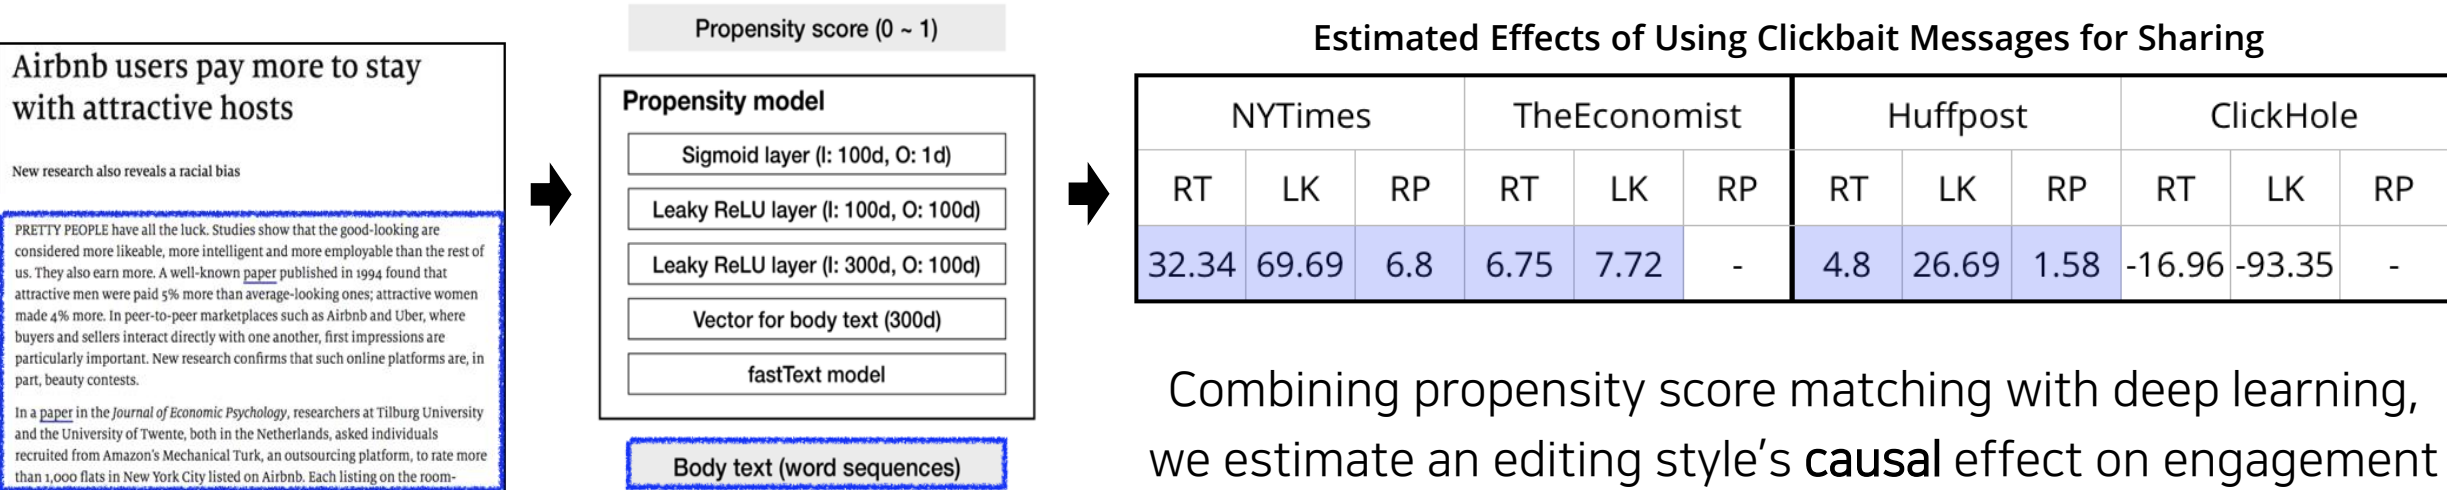 Airbnb users pay more to stay
with attractive hosts
New research also reveals a racial bias
PRETTY PEOPLE have all the luck. Studies show that the good-looking are
considered more likeable, more intelligent and more employable than the rest of
us. They also earn more. A well-known paper published in 1994 found that
attractive men were paid 5% more than average-looking ones; attractive women
made 4% more. In peer-to-peer marketplaces such as Airbnb and Uber, where
buyers and sellers interact directly with one another, first impressions are
particularly important. New research confirms that such online platforms are, in
part, beauty contests.
In a paper in the Journal of Economic Psychology, researchers at Tilburg University
and the University of Twente, both in the Netherlands, asked individuals
recruited from Amazon's Mechanical Turk, an outsourcing platform, to rate more
than 1,000 flats in New York City listed on Airbnb. Each listing on the room-
Propensity score (0 ~ 1)
Propensity model
Sigmoid layer (I: 100d, O: 1d)
Leaky ReLU layer (I: 100d, O: 100d)
Leaky ReLU layer (I: 300d, O: 100d)
Vector for body text (300d)
fastText model
Body text (word sequences)
Estimated Effects of Using Clickbait Messages for Sharing
NYTimes TheEconomist Huffpost ClickHole
RT LK RP RT LK RP RT LK RP RT LK RP
32.34 69.69 6.8 6.75 7.72 - 4.8 26.69 1.58 -16.96 -93.35 -
Combining propensity score matching with deep learning,
we estimate an editing style's causal effect on engagement